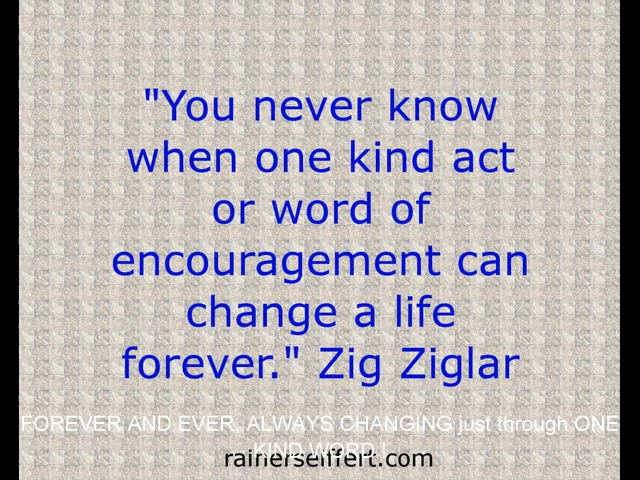 "You never know
when one kind act
or word of
encouragement can
change a life
forever." Zig Ziglar
FOREVER AND EVER. ALWAYS CHANGING just through ONE
KIND WORD !
rainerseiffert.com